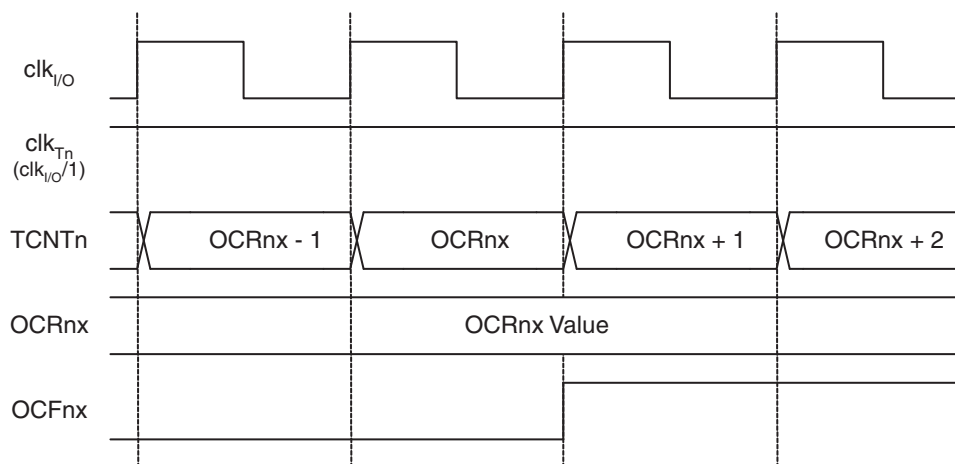 clkI/O
clkTn
(clkI/O/1)
TCNTn OCRnx - 1 OCRnx OCRnx + 1 OCRnx + 2
OCRnx OCRnx Value
OCFnx